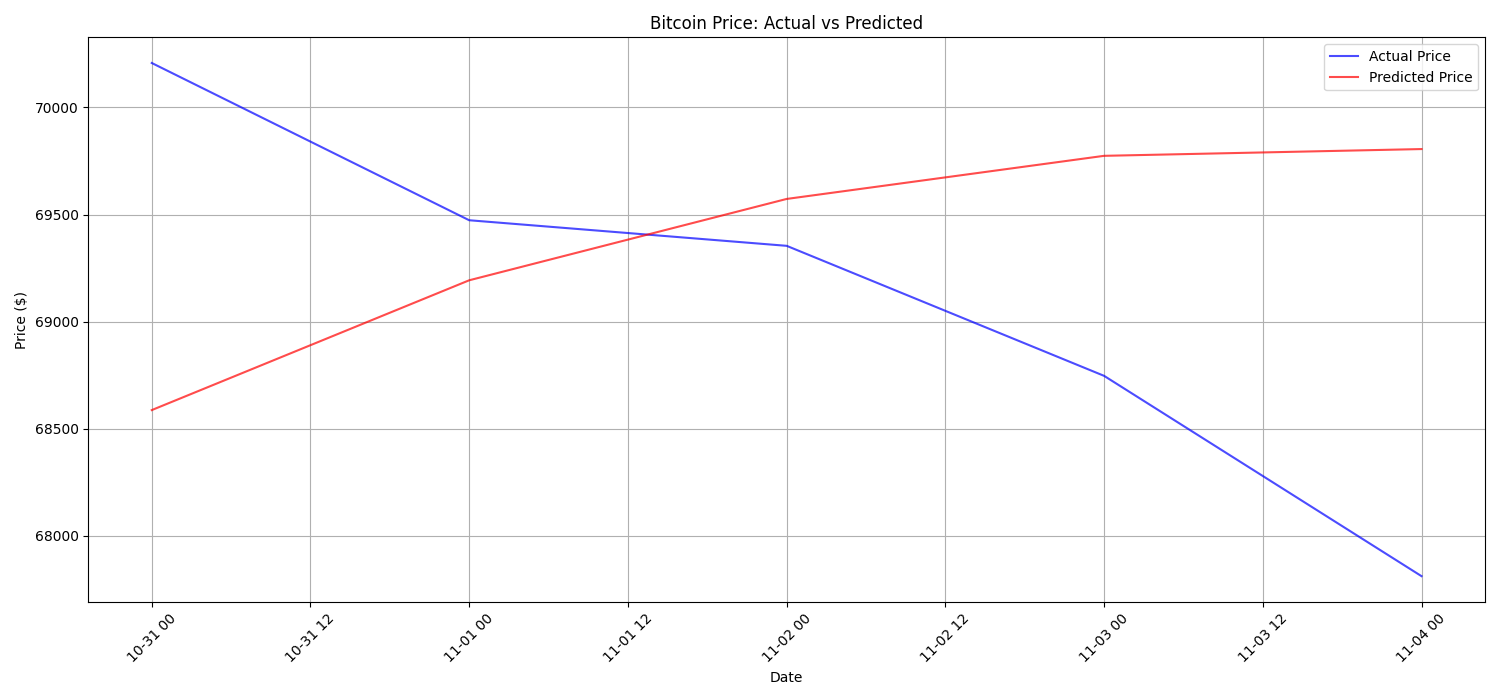 Bitcoin Price: Actual vs Predicted
Actual Price
Predicted Price
Price ($)
70000
69500
69000
68500
68000
10-31 00
10-31 12
11-01 00
11-01 12
11-02 00
11-02 12
11-03 00
11-03 12
11-04 00
Date